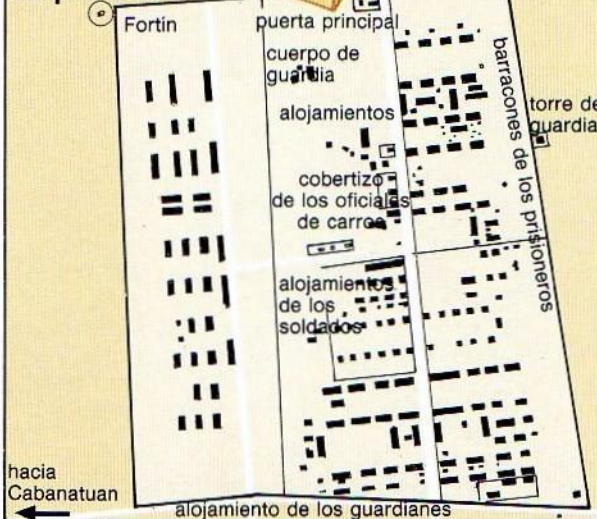 Fortín
puerta principal
cuerpo de
guardia
alojamientos
torre de
guardia
barracones de los prisioneros
cobertizo
de los oficiales
de carros
alojamientos
de los
soldados
hacia
Cabanatuan
alojamiento de los guardianes